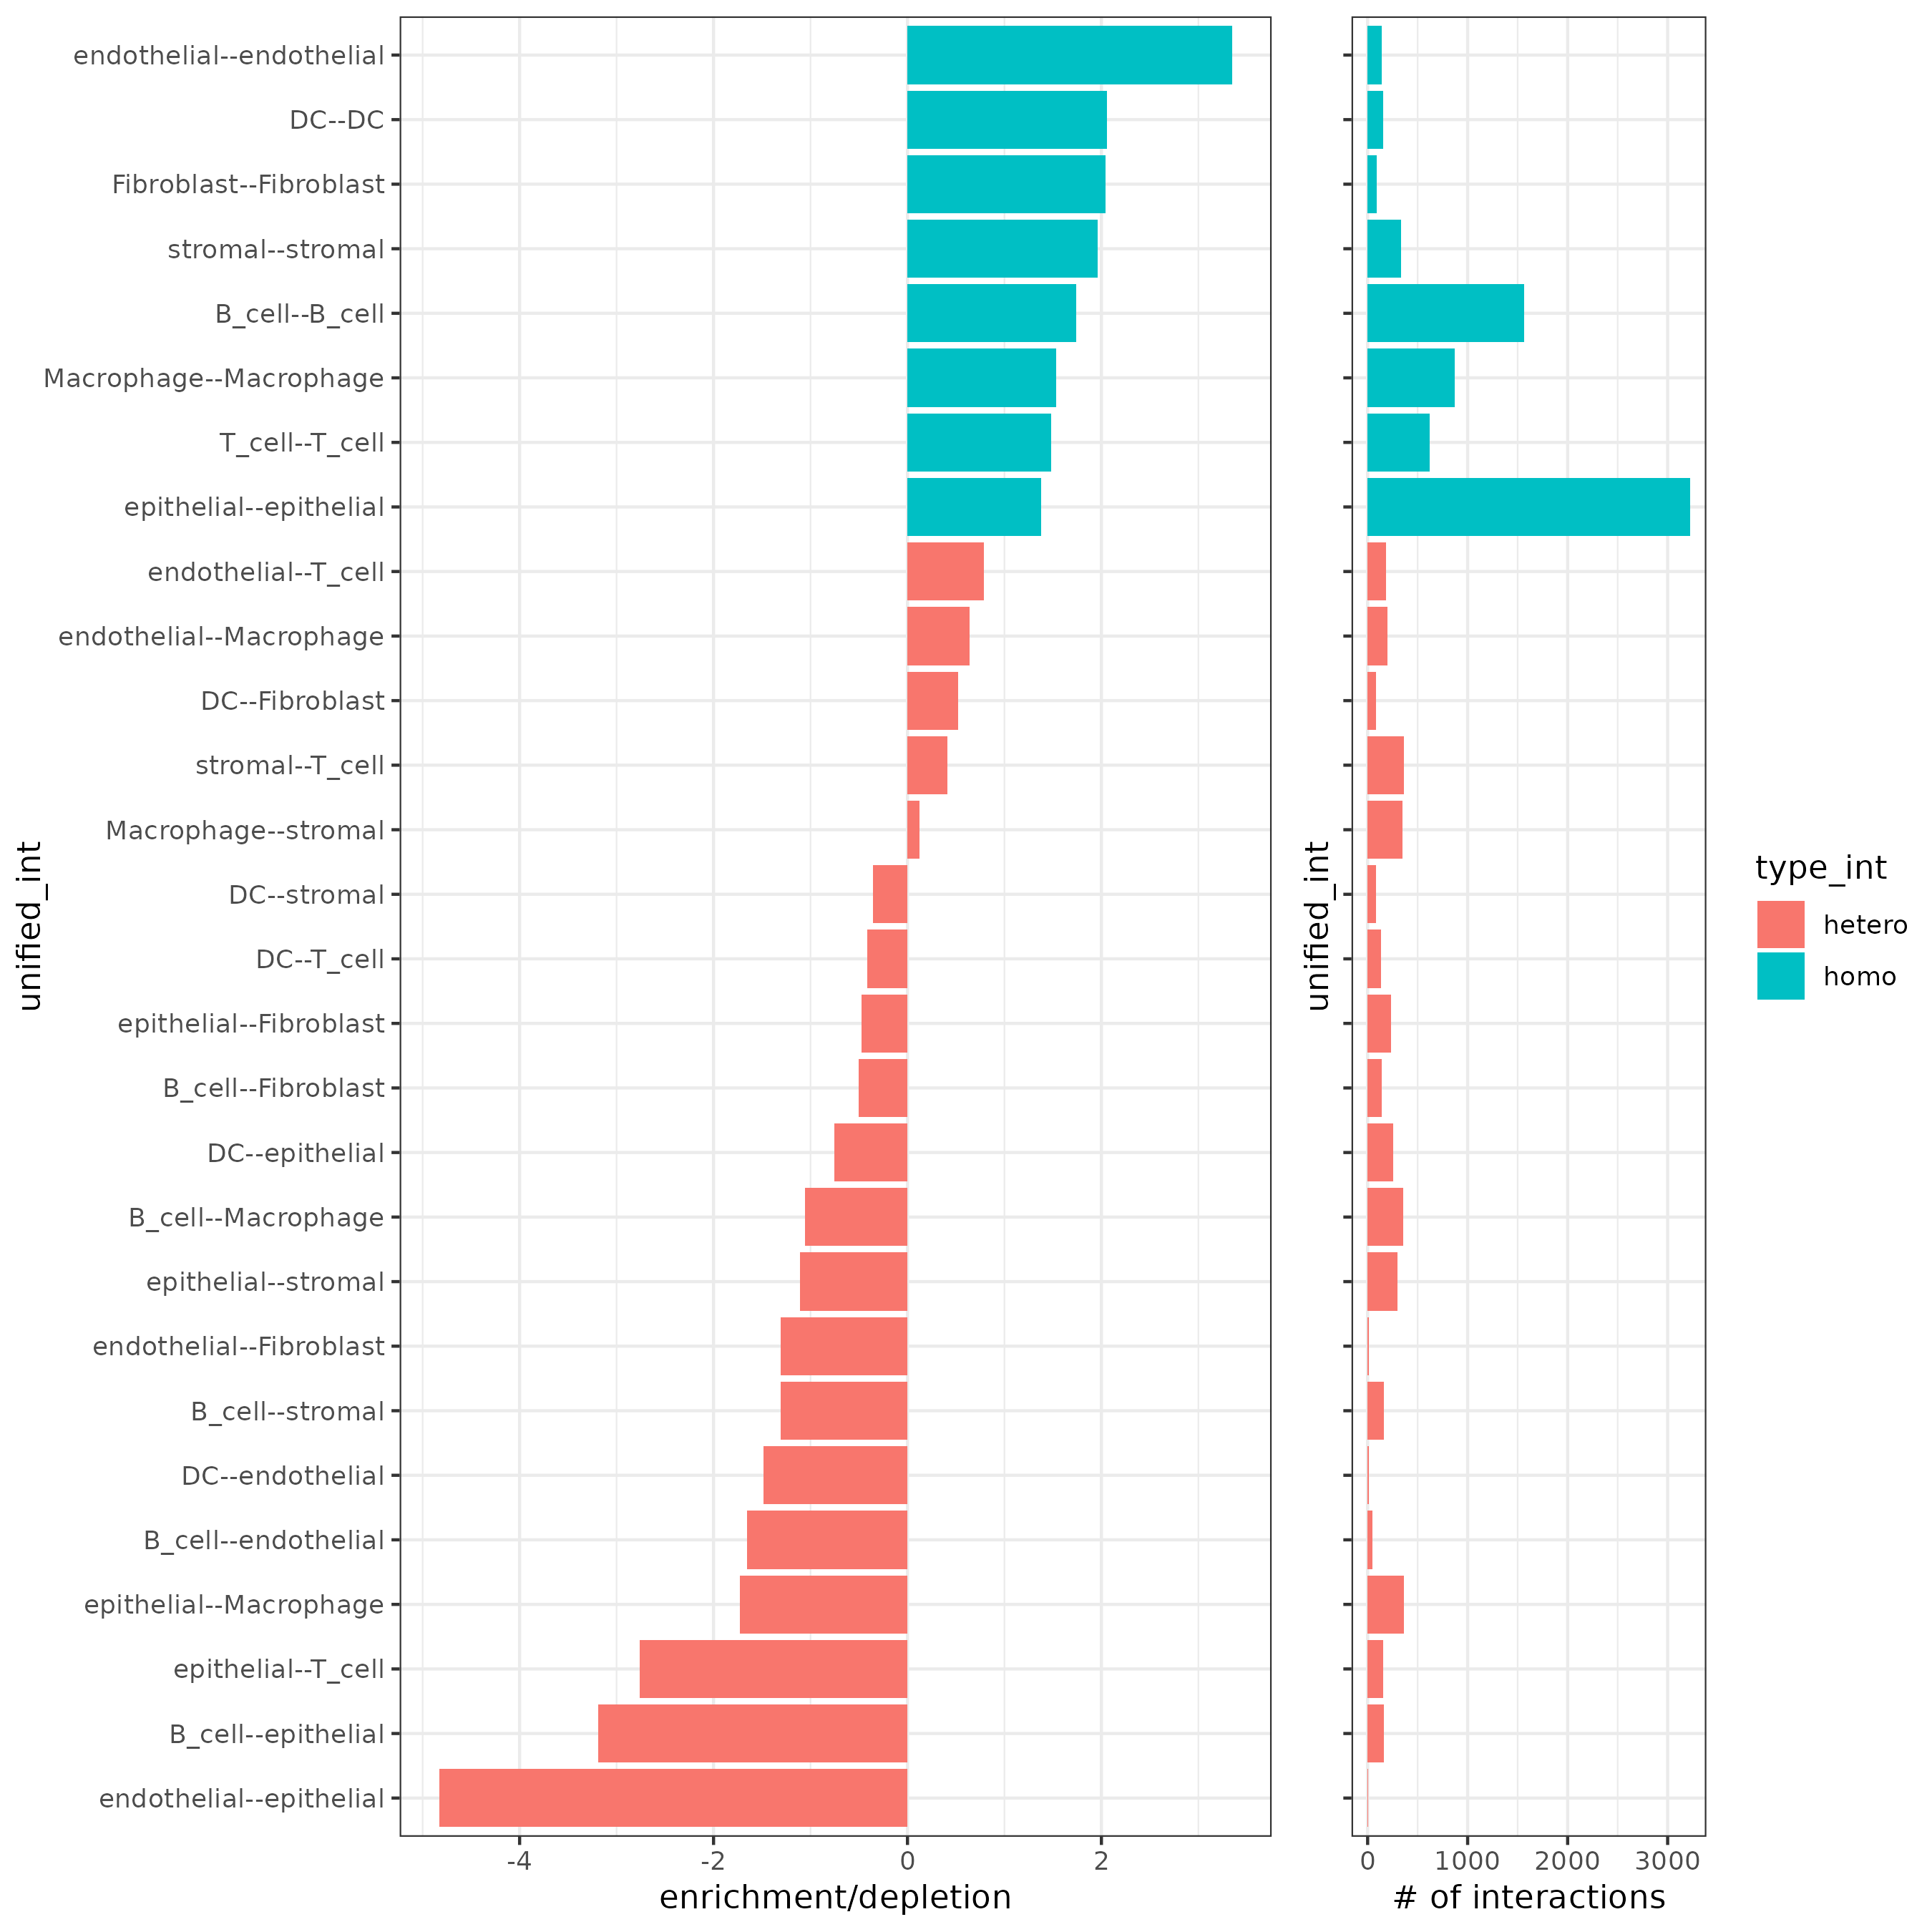 endothelial--endothelial
DC--DC
Fibroblast--Fibroblast
stromal--stromal
B_cell--B_cell
Macrophage--Macrophage
T_cell--T_cell
epithelial--epithelial
endothelial--T_cell
endothelial--Macrophage
DC--Fibroblast
stromal--T_cell
Macrophage--stromal
DC--stromal
DC--T_cell
epithelial--Fibroblast
B_cell--Fibroblast
DC--epithelial
B_cell--Macrophage
epithelial--stromal
endothelial--Fibroblast
B_cell--stromal
DC--endothelial
B_cell--endothelial
epithelial--Macrophage
epithelial--T_cell
B_cell--epithelial
endothelial--epithelial
unified_int
-4 -2 0 2
enrichment/depletion
unified_int
0 1000 2000 3000
# of interactions
type_int
hetero
homo